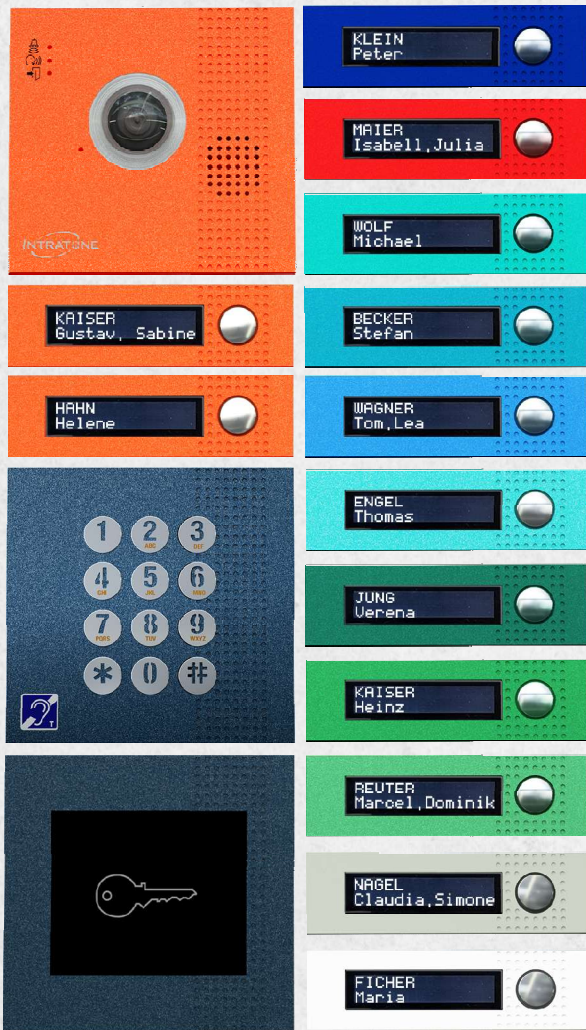 INTRATONE
KAISER
Gustav, Sabine
HAHN
Helene
1 2 3
ABC DEF
4 5 6
GHI JKL MNO
7 8 9
PQRS TUV WXYZ
* 0 #
T
KLEIN
Peter
MAIER
Isabell,Julia
WOLF
Michael
BECKER
Stefan
WAGNER
Tom,Lea
ENGEL
Thomas
JUNG
Verena
KAISER
Heinz
REUTER
Marcel,Dominik
NAGEL
Claudia,Simone
FICHER
Maria